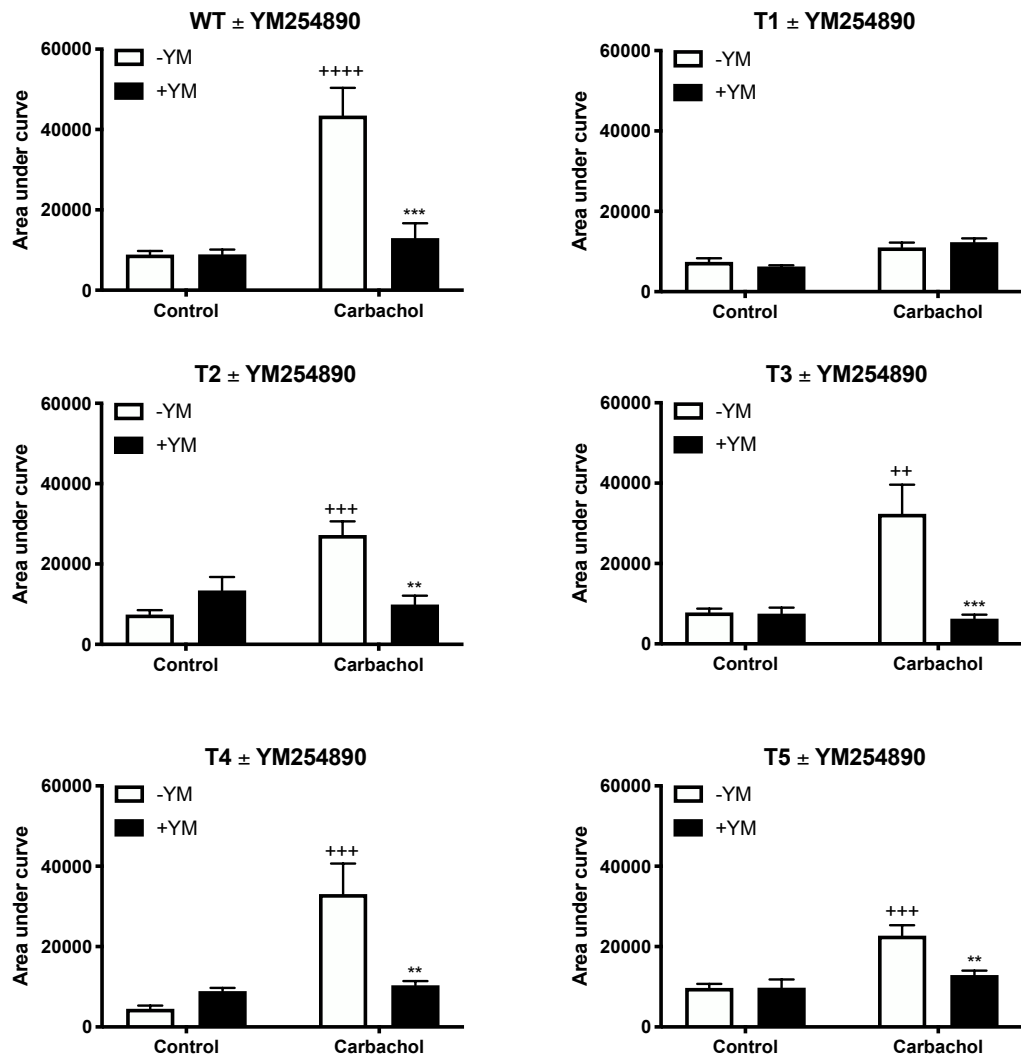 WT ± YM254890
Area under curve
60000
40000
20000
0
-YM
+YM
++++
***
Control
Carbachol
T1 ± YM254890
Area under curve
60000
40000
20000
0
-YM
+YM
Control
Carbachol
T2 ± YM254890
Area under curve
60000
40000
20000
0
-YM
+YM
+++
**
Control
Carbachol
T3 ± YM254890
Area under curve
60000
40000
20000
0
-YM
+YM
++
***
Control
Carbachol
T4 ± YM254890
Area under curve
60000
40000
20000
0
-YM
+YM
+++
**
Control
Carbachol
T5 ± YM254890
Area under curve
60000
40000
20000
0
-YM
+YM
+++
**
Control
Carbachol